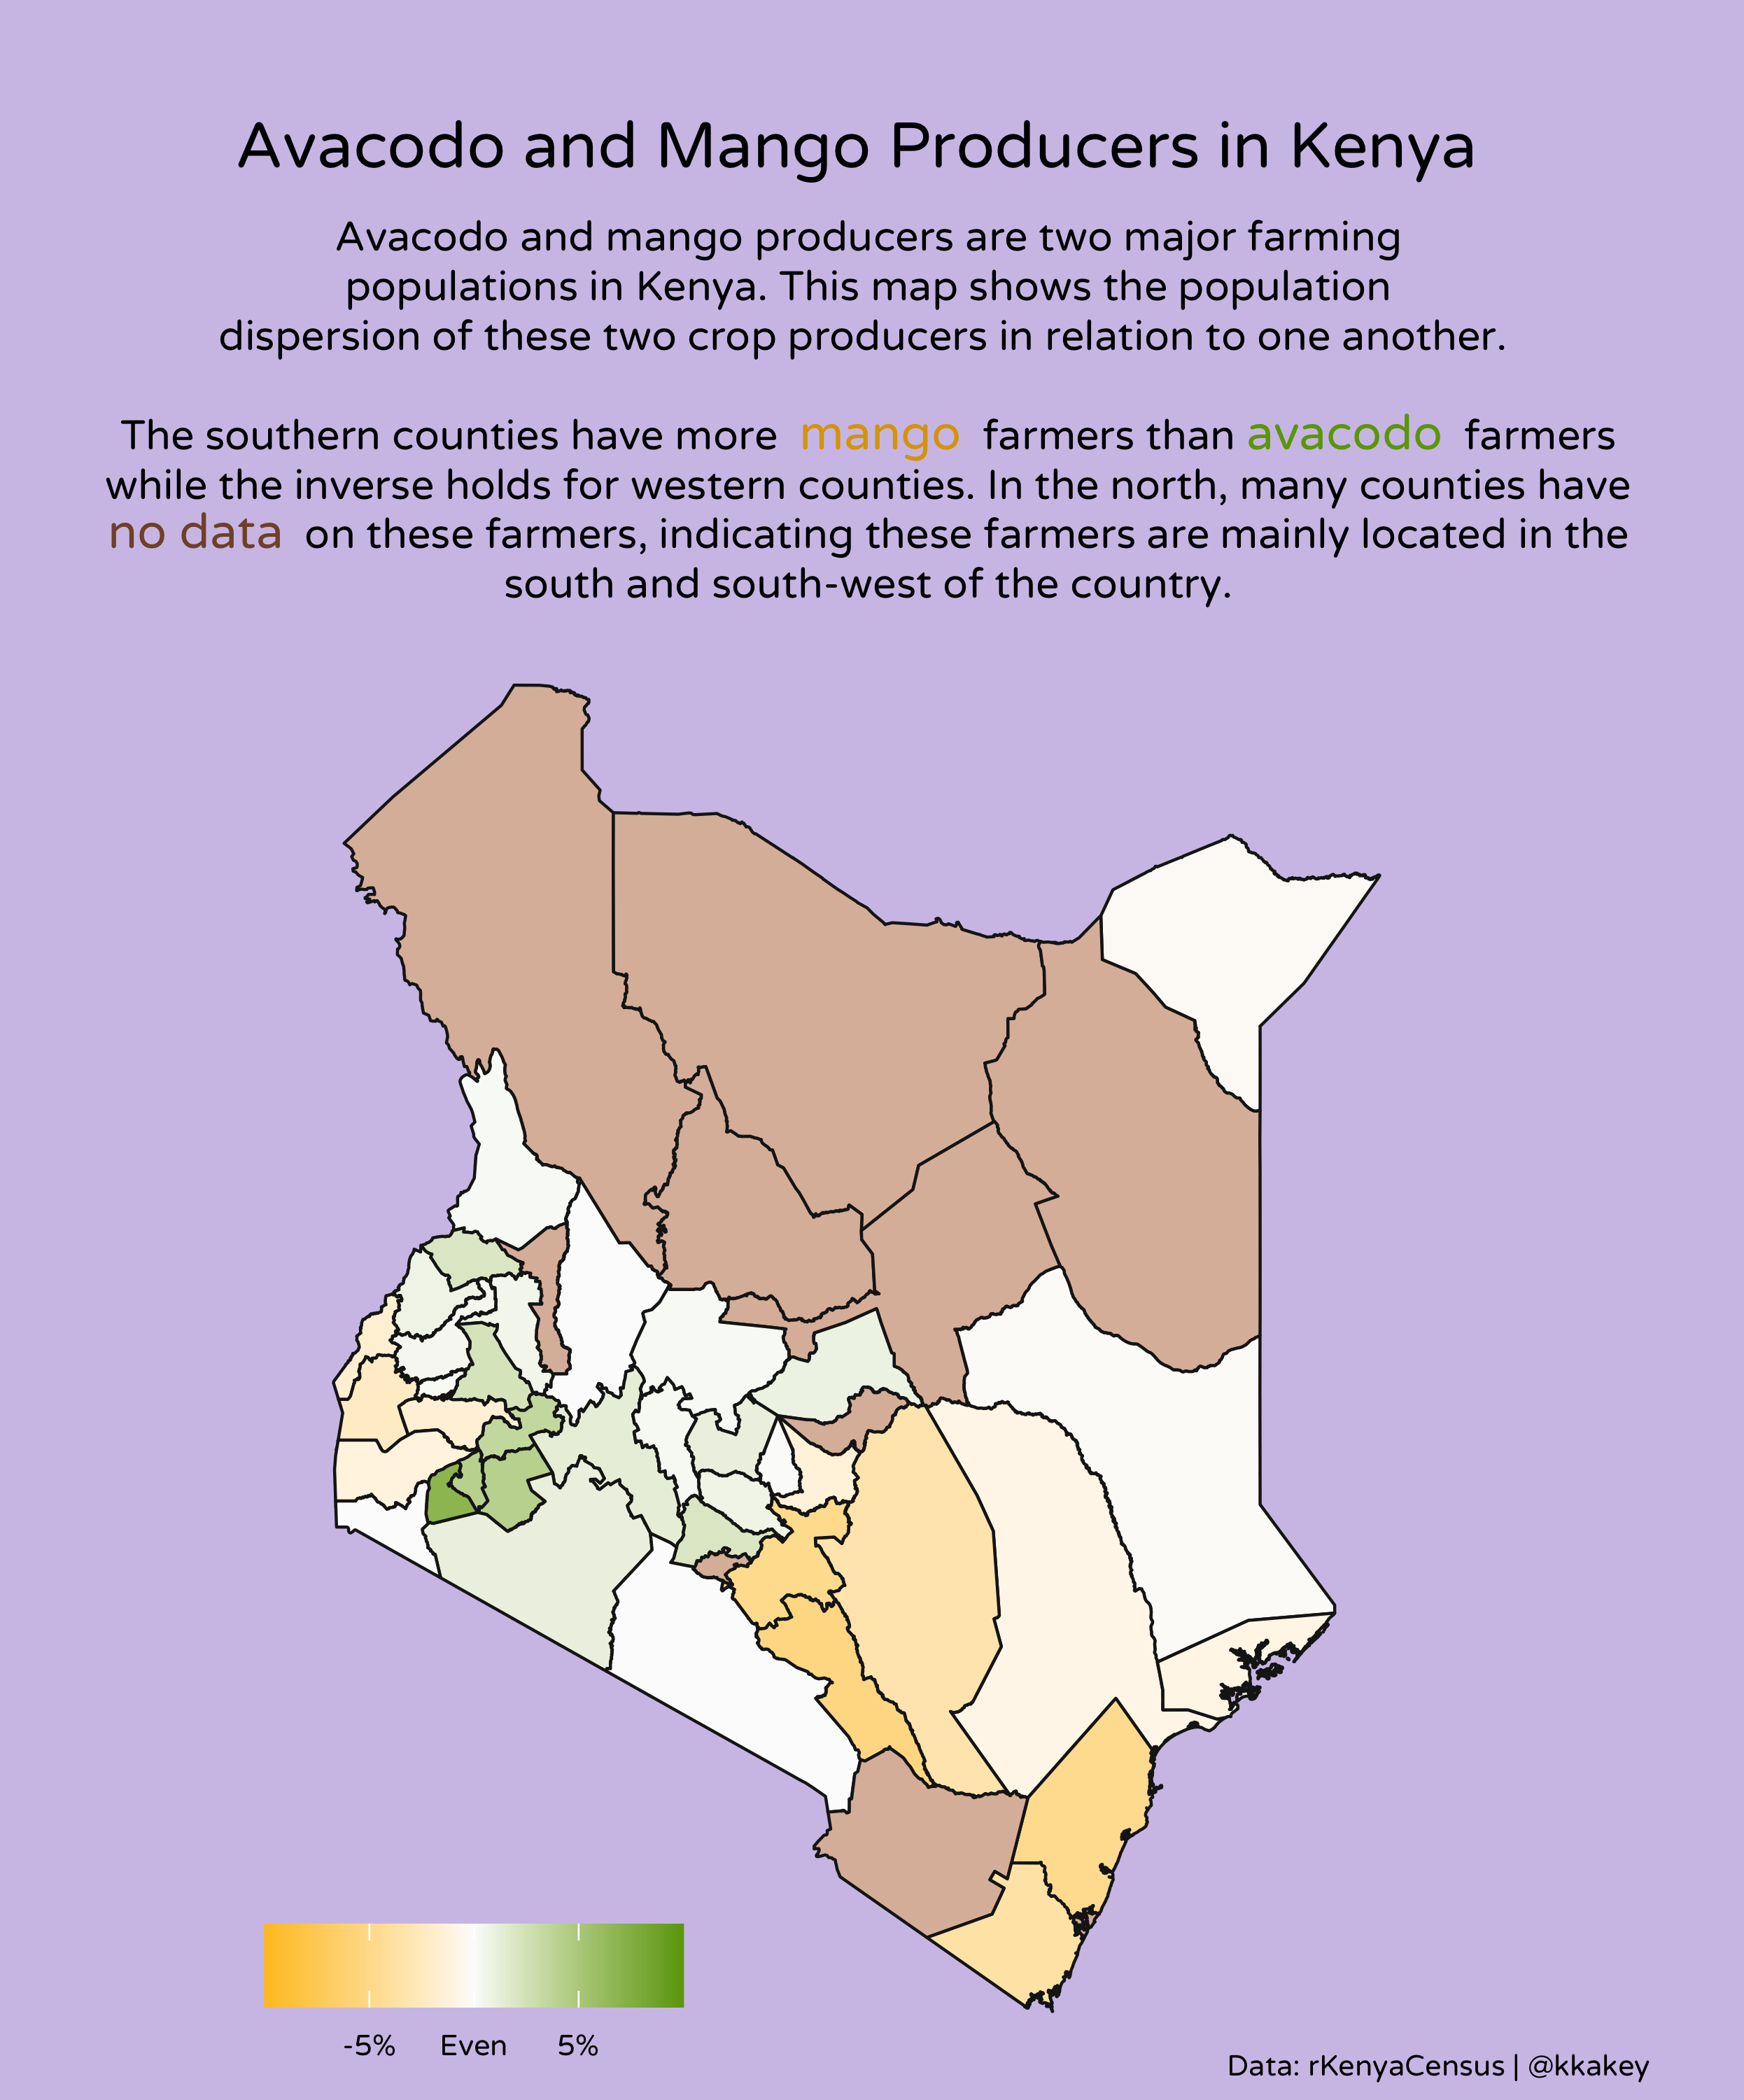 Avacodo and Mango Producers in Kenya
Avacodo and mango producers are two major farming
populations in Kenya. This map shows the population
dispersion of these two crop producers in relation to one another.
The southern counties have more mango farmers than avacodo farmers
while the inverse holds for western counties. In the north, many counties have
no data on these farmers, indicating these farmers are mainly located in the
south and south-west of the country.
-5% Even 5%
Data: rKenyaCensus | @kkakey